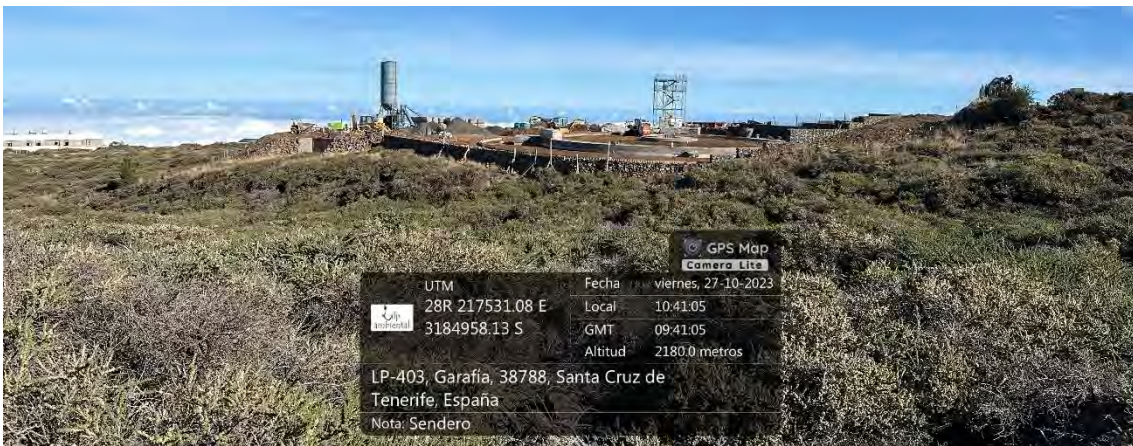 GPS Map
Camera Lite
UTM
28R 217531.08 E
3184958.13 S
ambiental
Fecha viernes, 27-10-2023
Local 10:41:05
GMT 09:41:05
Altitud 2180.0 metros
LP-403, Garafía, 38788, Santa Cruz de
Tenerife, España
Nota: Sendero